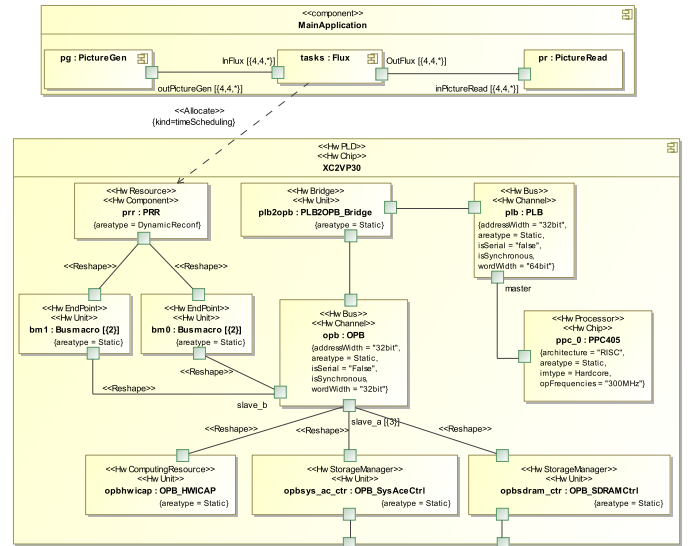 <<component>>
MainApplication
pg : PictureGen
InFlux [{4,4,*}]
tasks : Flux
OutFlux [{4,4,*}]
pr : PictureRead
outPictureGen [{4,4,*}]
inPictureRead [{4,4,*}]
<<Allocate>>
{kind=timeScheduling}
<<Hw PLD>>
<<Hw Chip>>
XC2VP30
<<Hw Resource>>
<<Hw Component>>
prr : PRR
{areatype = DynamicReconf}
<<Hw Bridge>>
<<Hw Unit>>
plb2opb : PLB2OPB_Bridge
{areatype = Static}
<<Hw Bus>>
<<Hw Channel>>
plb : PLB
{addressWidth = "32bit",
areatype = Static,
isSerial = "false",
isSynchronous,
wordWidth = "64bit"}
master
<<Reshape>>
<<Reshape>>
<<Hw EndPoint>>
<<Hw Unit>>
bm1 : Busmacro [{2}]
{areatype = Static}
<<Hw EndPoint>>
<<Hw Unit>>
bm0 : Busmacro [{2}]
{areatype = Static}
<<Hw Bus>>
<<Hw Channel>>
opb : OPB
{addressWidth = "32bit",
areatype = Static,
isSerial = "False",
isSynchronous,
wordWidth = "32bit"}
<<Hw Processor>>
<<Hw Chip>>
ppc_0 : PPC405
{architecture = "RISC",
areatype = Static,
imtype = Hardcore,
opFrequencies = "300MHz"}
<<Reshape>>
<<Reshape>>
slave_b
slave_a [{3}]
<<Reshape>>
<<Reshape>>
<<Reshape>>
<<Hw ComputingResource>>
<<Hw Unit>>
opbhwicap : OPB_HWICAP
{areatype = Static}
<<Hw StorageManager>>
<<Hw Unit>>
opbsys_ac_ctr : OPB_SysAceCtrl
{areatype = Static}
<<Hw StorageManager>>
<<Hw Unit>>
opbsdram_ctr : OPB_SDRAMCtrl
{areatype = Static}